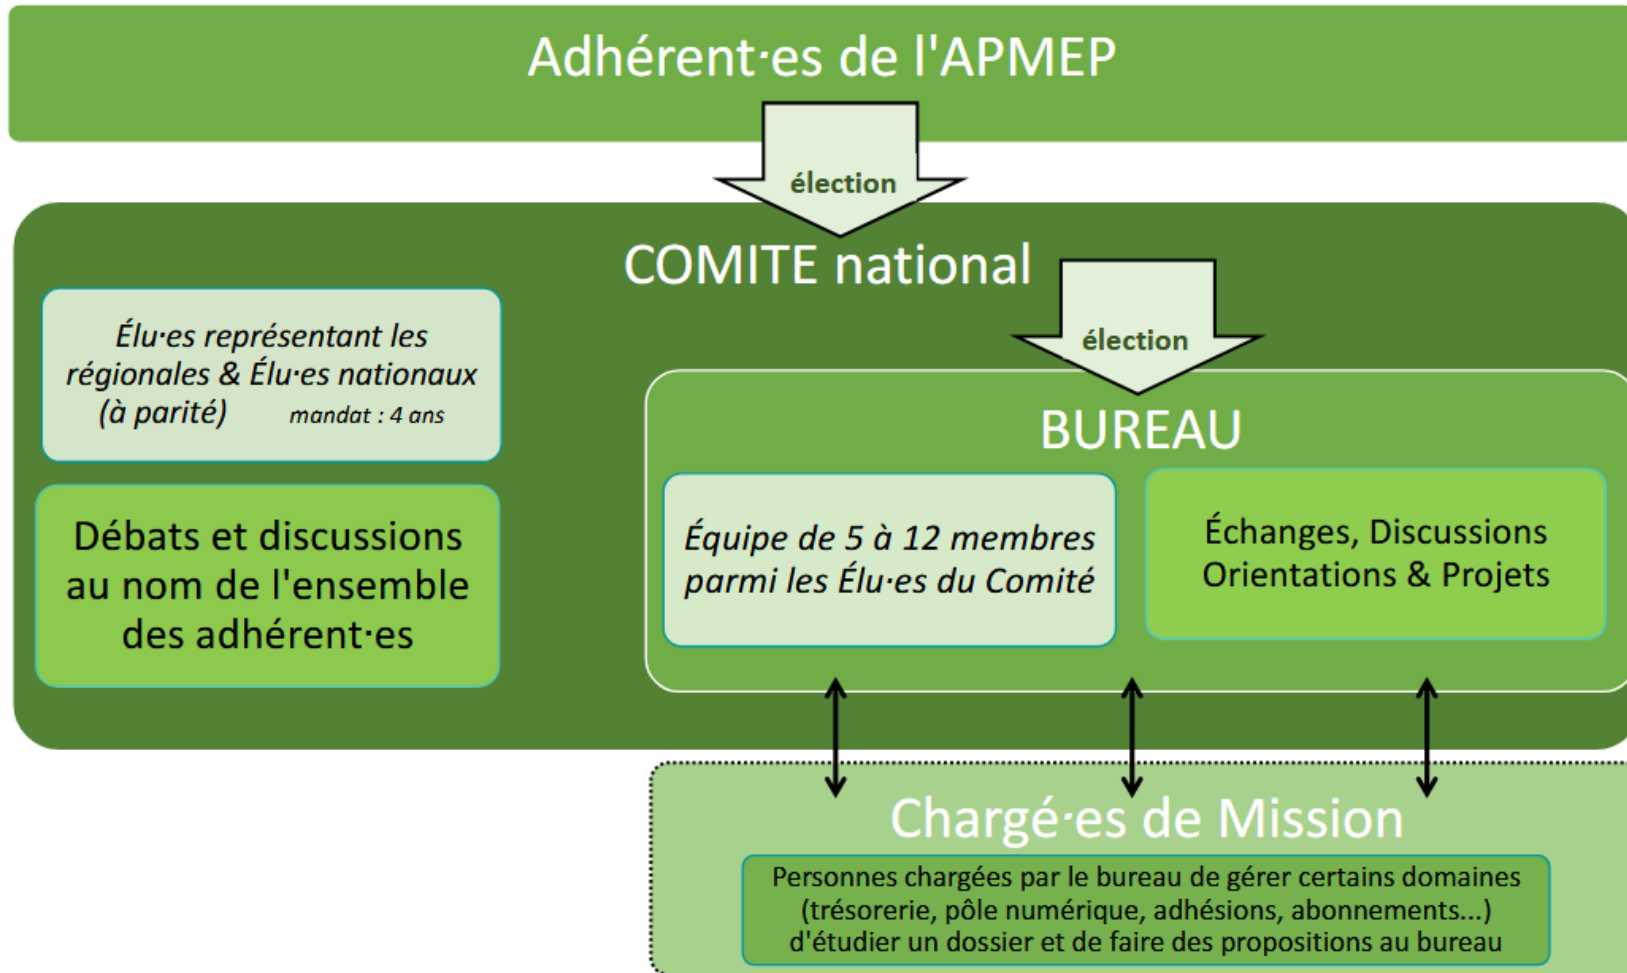 Adhérent·es de l'APMEP
élection
COMITE national
élection
Élu·es représentant les
régionales & Élu·es nationaux
(à parité) mandat : 4 ans
Débats et discussions
au nom de l'ensemble
des adhérent·es
BUREAU
Équipe de 5 à 12 membres
parmi les Élu·es du Comité
Échanges, Discussions
Orientations & Projets
Chargé·es de Mission
Personnes chargées par le bureau de gérer certains domaines
(trésorerie, pôle numérique, adhésions, abonnements...)
d'étudier un dossier et de faire des propositions au bureau